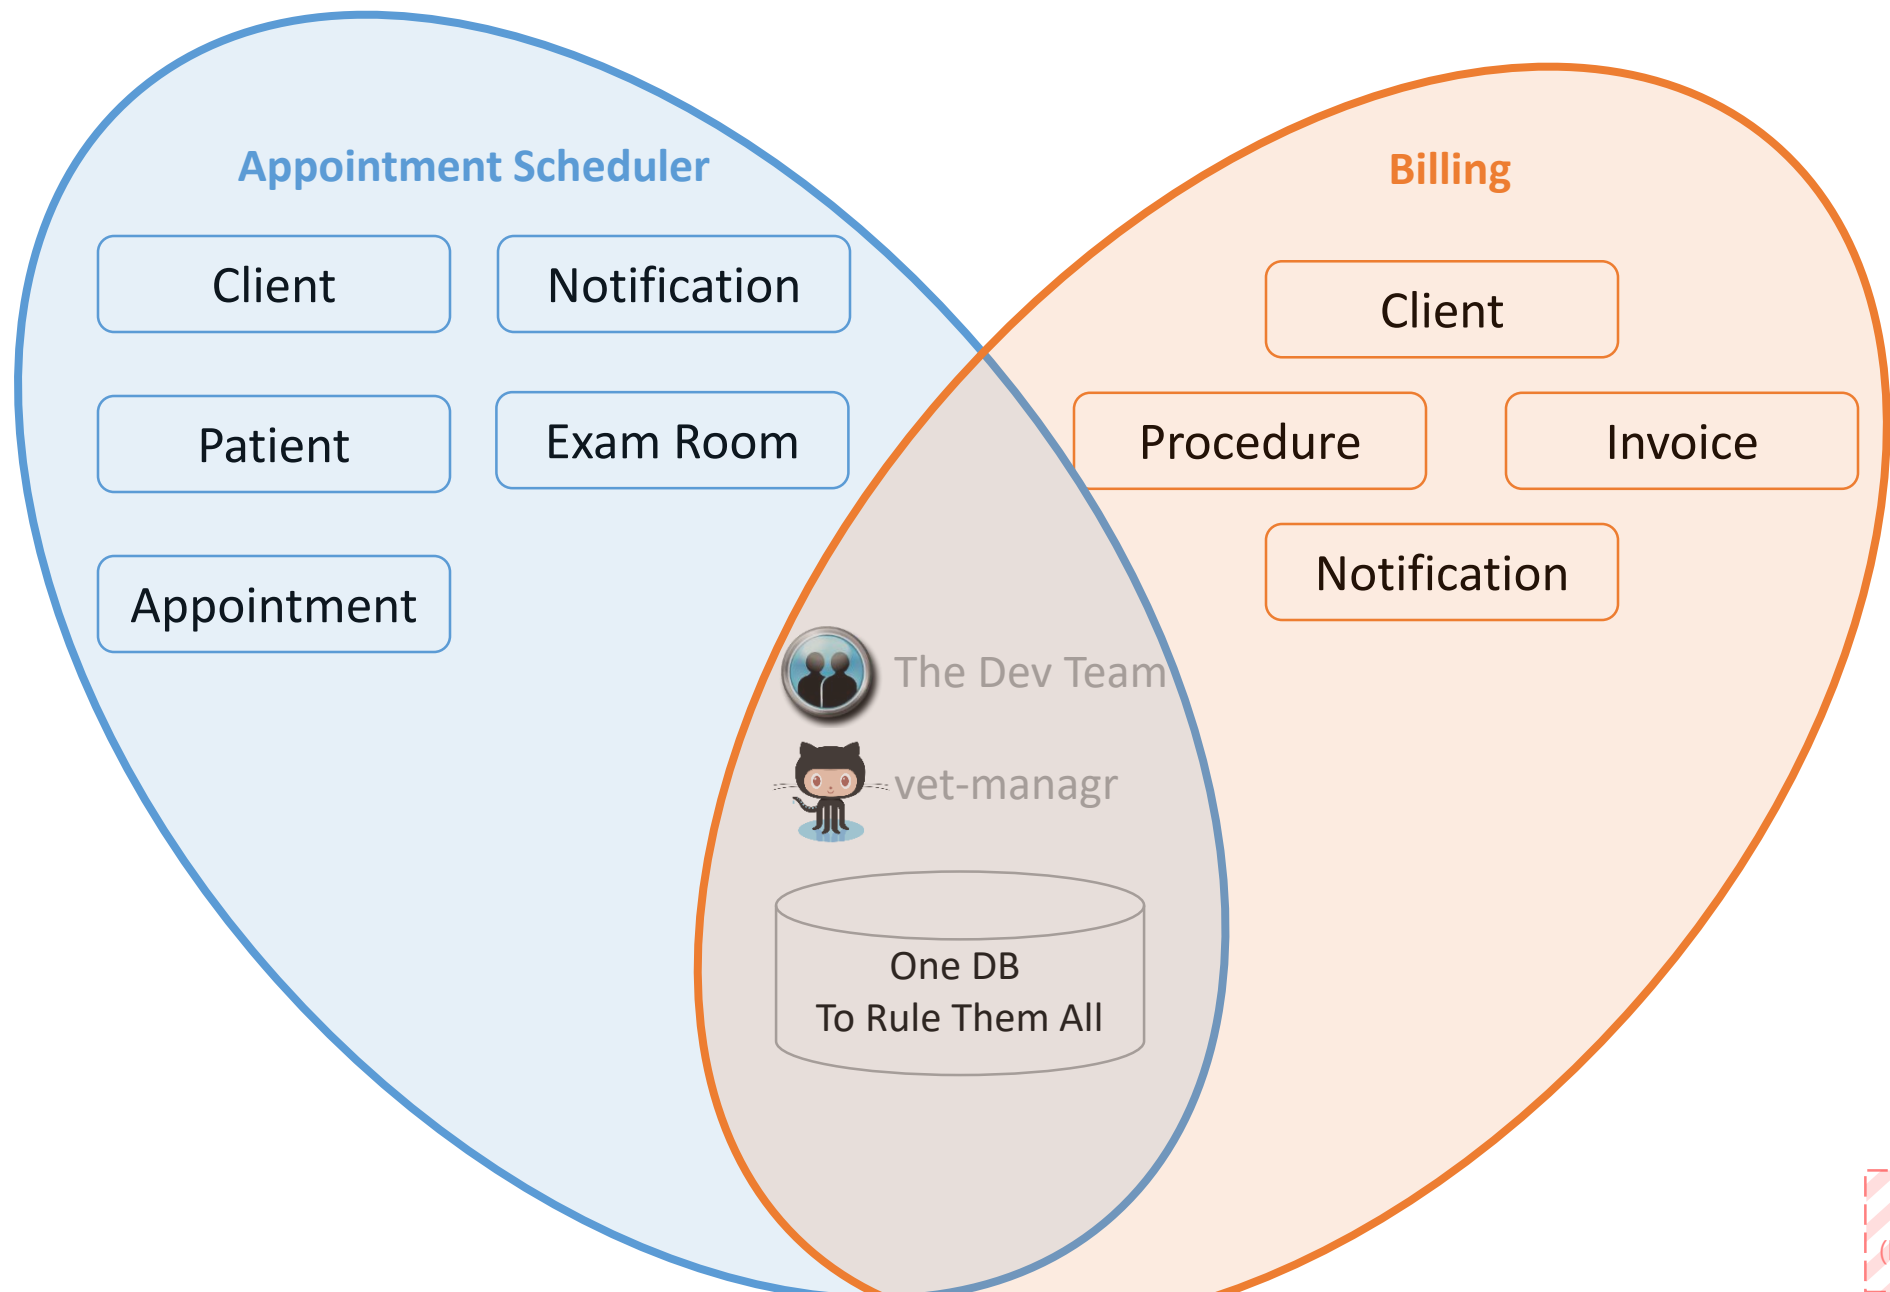 Appointment Scheduler
Client
Notification
Patient
Exam Room
Appointment
Billing
Client
Procedure
Invoice
Notification
The Dev Team
vet-managr
One DB
To Rule Them All